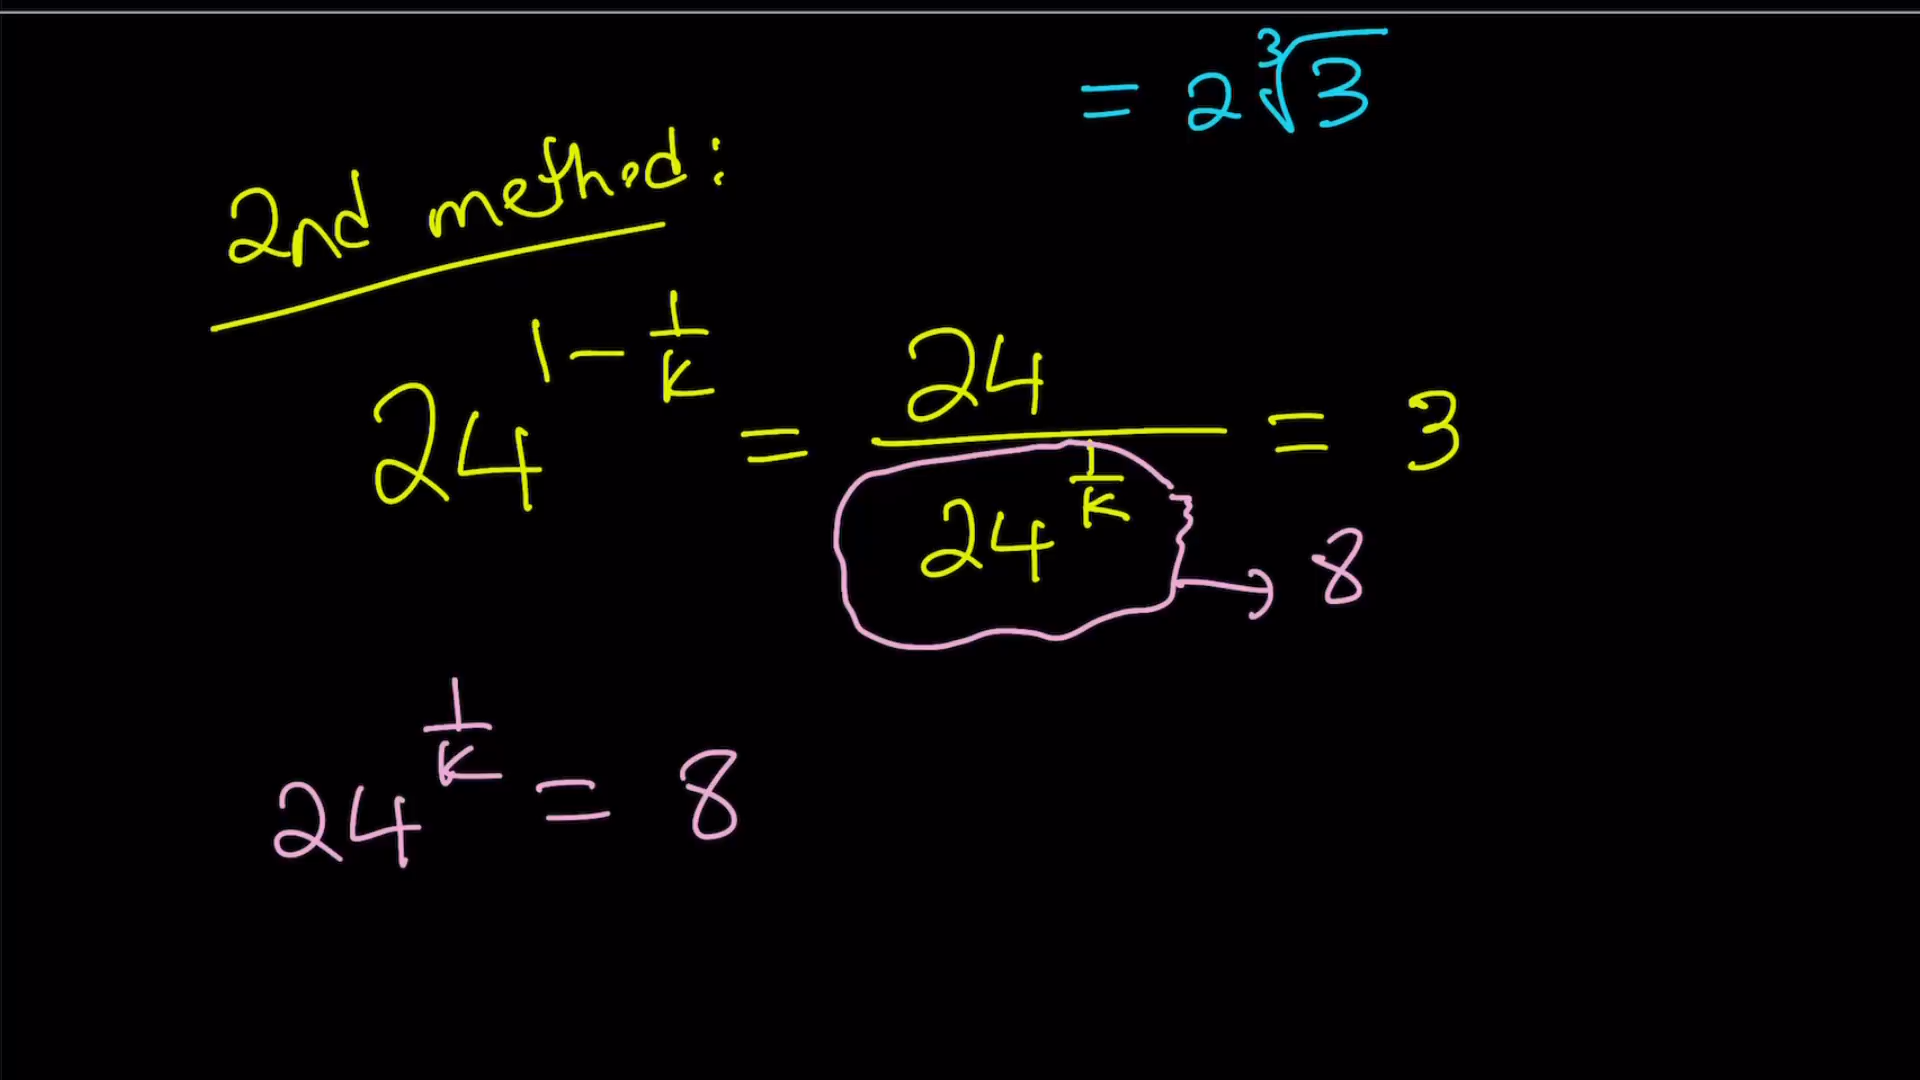 = 2∛3
2nd method:
24^(1 - 1/K) = 24 / 24^(1/K) = 3
→ 8
24^(1/K) = 8